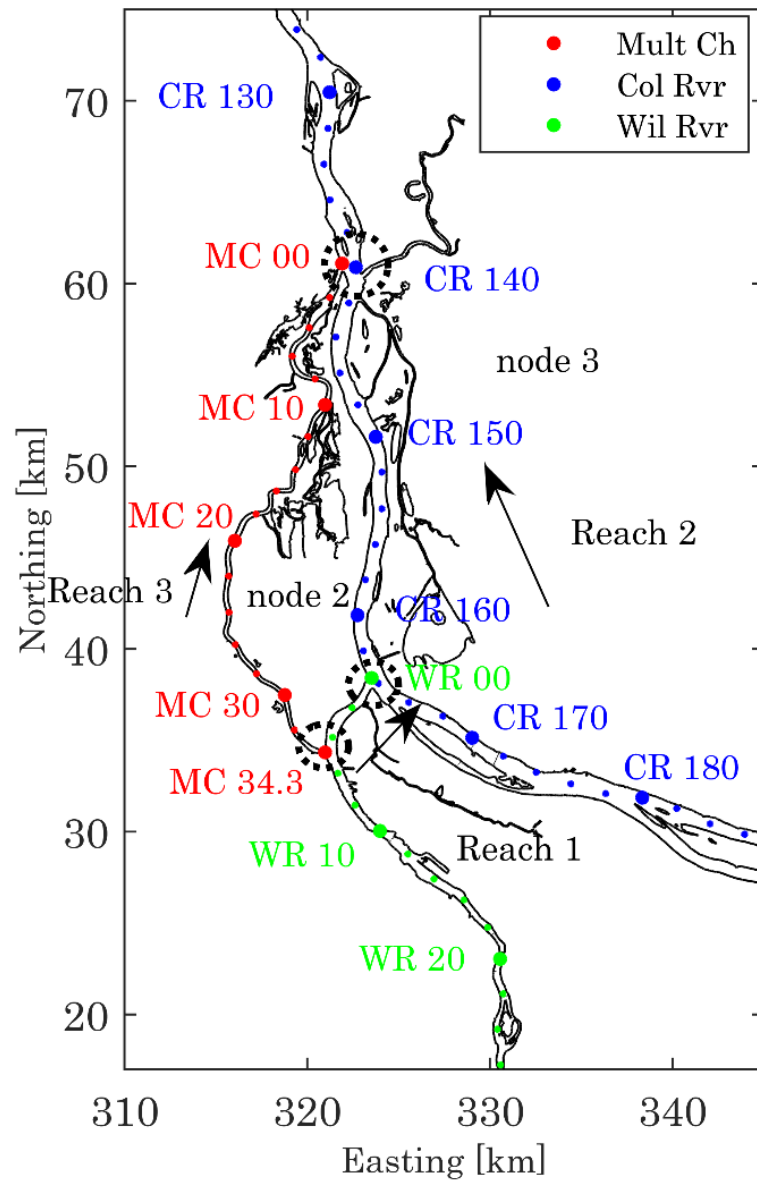 Mult Ch
Col Rvr
Wil Rvr
70
CR 130
MC 00
60
CR 140
node 3
MC 10
CR 150
50
MC 20
Reach 2
Reach 3
node 2
CR 160
40
WR 00
MC 30
CR 170
MC 34.3
CR 180
30
WR 10
Reach 1
WR 20
20
310
320
330
340
Northing [km]
Easting [km]